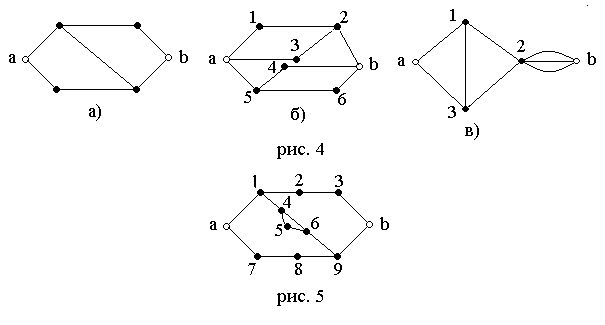 a b
а)
1 2
a 3
4 b
5 6
б)
1
a 2 b
3
в)
рис. 4
1 2 3
4
a 5 6 b
7 8 9
рис. 5